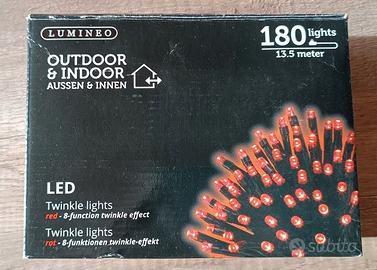 LUMINEO
OUTDOOR
& INDOOR
AUSSEN & INNEN
180 lights
13.5 meter
LED
Twinkle lights
red - 8-function twinkle effect
Twinkle lights
rot - 8-funktionen twinkle-effekt
subito